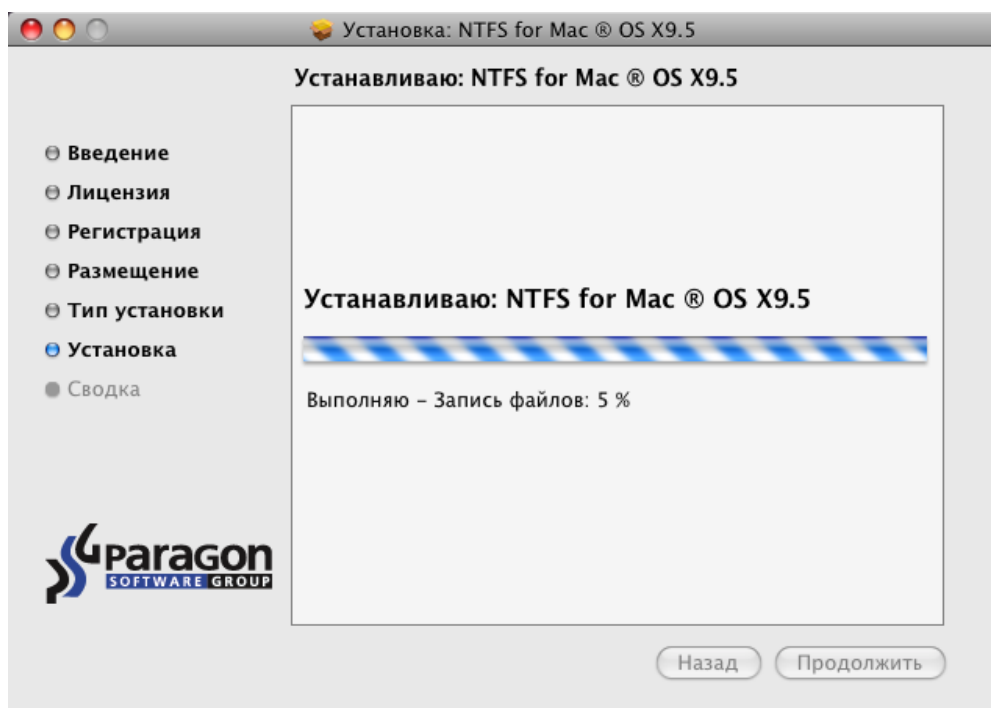 Установка: NTFS for Mac ® OS X9.5
Устанавливаю: NTFS for Mac ® OS X9.5
Введение
Лицензия
Регистрация
Размещение
Тип установки
Установка
Сводка
Устанавливаю: NTFS for Mac ® OS X9.5
Выполняю – Запись файлов: 5 %
Paragon
SOFTWARE GROUP
Назад
Продолжить